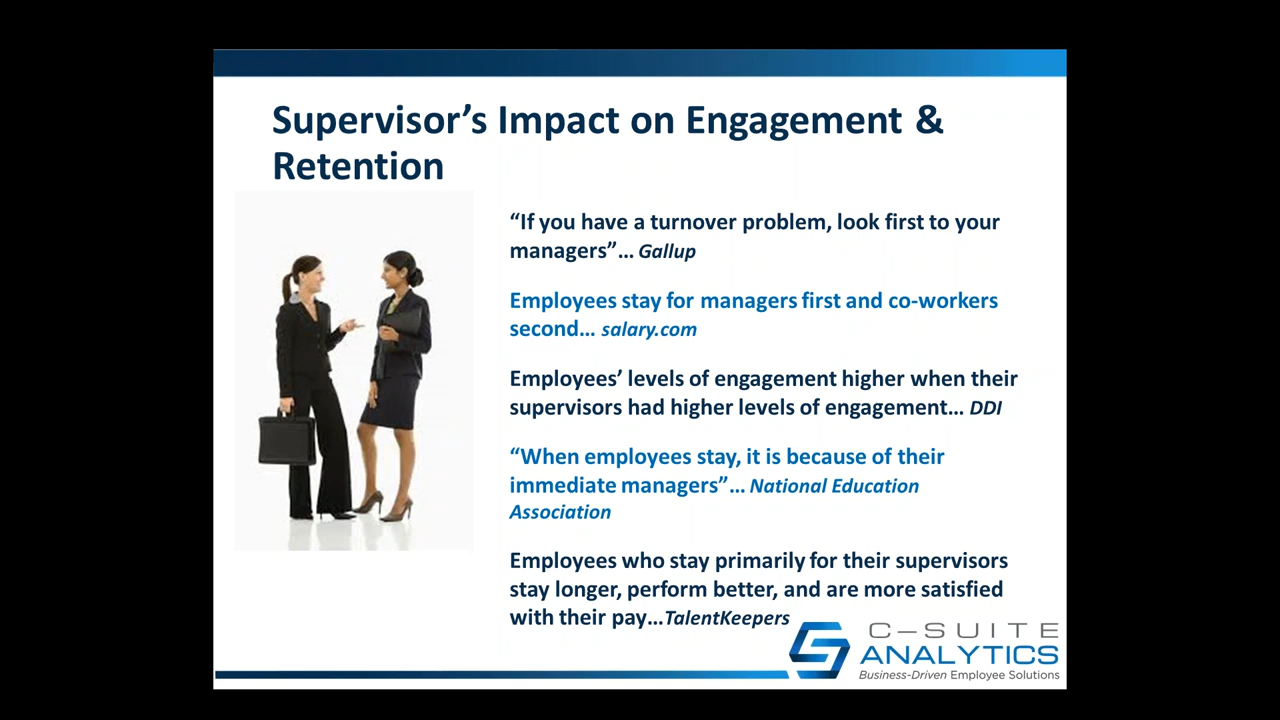 Supervisor’s Impact on Engagement &
Retention
“If you have a turnover problem, look first to your
managers”... Gallup
Employees stay for managers first and co-workers
second... salary.com
Employees’ levels of engagement higher when their
supervisors had higher levels of engagement... DDI
“When employees stay, it is because of their
immediate managers”... National Education
Association
Employees who stay primarily for their supervisors
stay longer, perform better, and are more satisfied
with their pay...TalentKeepers
C–SUITE
ANALYTICS
Business-Driven Employee Solutions